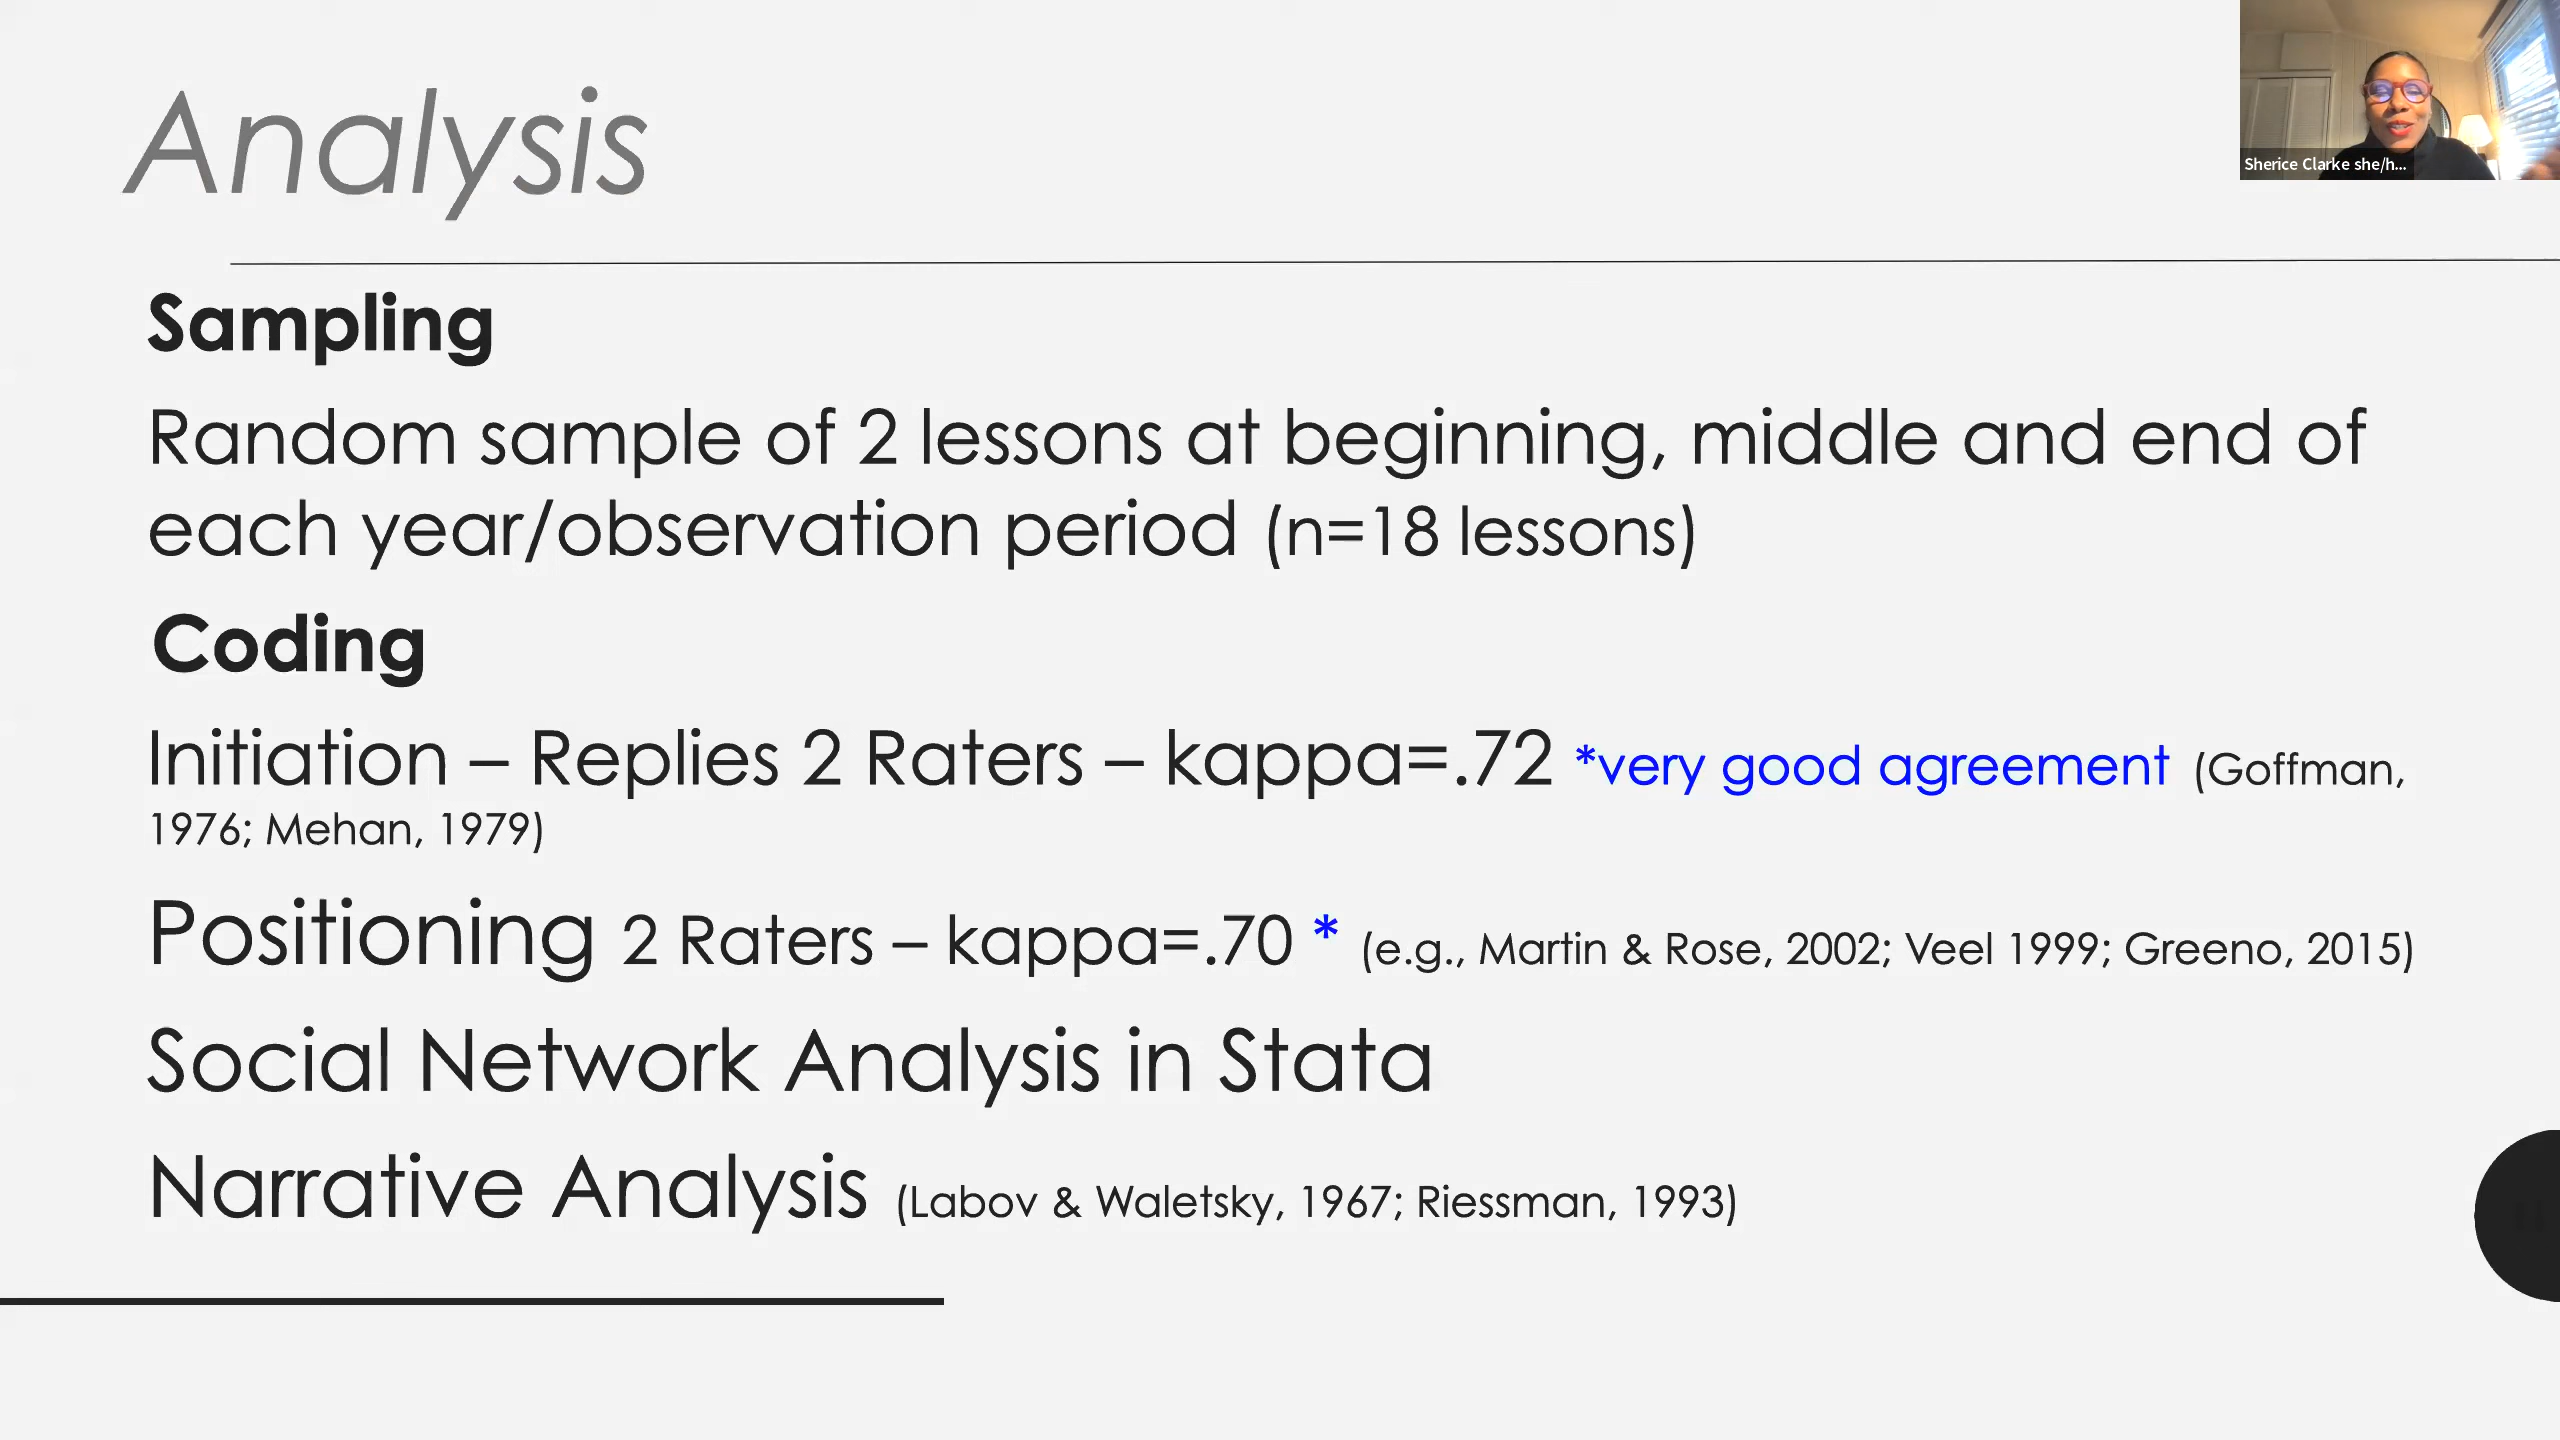 Analysis
Sherice Clarke she/h...
Sampling
Random sample of 2 lessons at beginning, middle and end of
each year/observation period (n=18 lessons)
Coding
Initiation – Replies 2 Raters – kappa=.72 *very good agreement (Goffman,
1976; Mehan, 1979)
Positioning 2 Raters – kappa=.70 * (e.g., Martin & Rose, 2002; Veel 1999; Greeno, 2015)
Social Network Analysis in Stata
Narrative Analysis (Labov & Waletsky, 1967; Riessman, 1993)